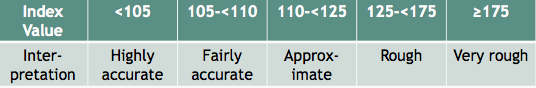 Index Value <105 105-<110 110-<125 125-<175 ≥175
Inter-pretation Highly accurate Fairly accurate Approx-imate Rough Very rough